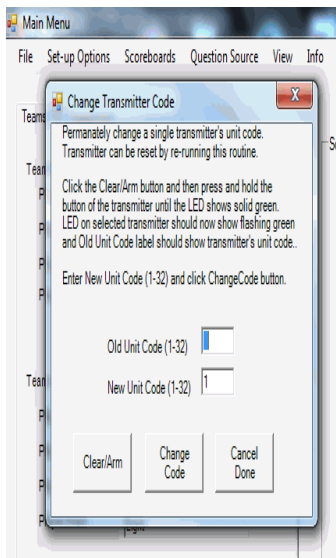 Main Menu
File Set-up Options Scoreboards Question Source View Info
Change Transmitter Code
X
Teams
Permanately change a single transmitter's unit code.
Transmitter can be reset by re-running this routine.
Click the Clear/Arm button and then press and hold the
button of the transmitter until the LED shows solid green.
LED on selected transmitter should now show flashing green
and Old Unit Code label should show transmitter's unit code..
Enter New Unit Code (1-32) and click ChangeCode button.
Old Unit Code (1-32)
New Unit Code (1-32) 1
Clear/Arm
Change
Code
Cancel
Done